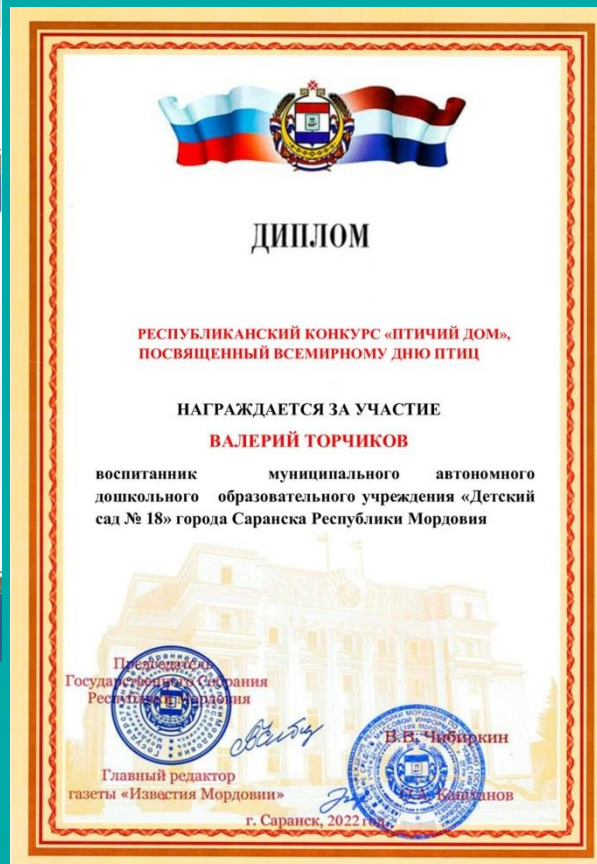 ДИПЛОМ
РЕСПУБЛИКАНСКИЙ КОНКУРС «ПТИЧИЙ ДОМ»,
ПОСВЯЩЕННЫЙ ВСЕМИРНОМУ ДНЮ ПТИЦ
НАГРАЖДАЕТСЯ ЗА УЧАСТИЕ
ВАЛЕРИЙ ТОРЧИКОВ
воспитанник муниципального автономного
дошкольного образовательного учреждения «Детский
сад № 18» города Саранска Республики Мордовия
Председатель
Государственного Собрания
Республики Мордовия
В.В. Чибиркин
Главный редактор
газеты «Известия Мордовии»
г. Саранск, 2022 год